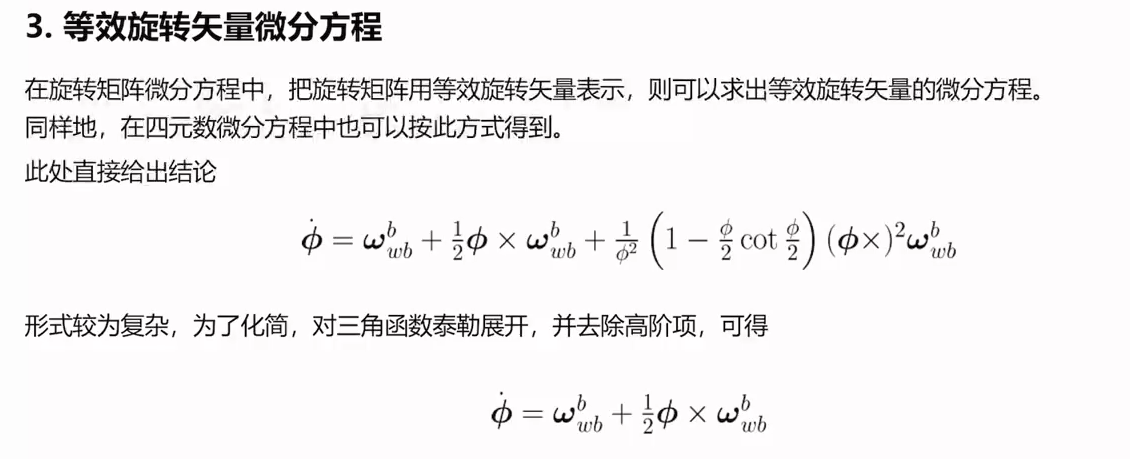 3. 等效旋转矢量微分方程
在旋转矩阵微分方程中，把旋转矩阵用等效旋转矢量表示，则可以求出等效旋转矢量的微分方程。
同样地，在四元数微分方程中也可以按此方式得到。
此处直接给出结论
$\dot{\boldsymbol{\phi}} = \boldsymbol{\omega}_{wb}^{b} + \frac{1}{2}\boldsymbol{\phi} \times \boldsymbol{\omega}_{wb}^{b} + \frac{1}{\phi^2}\left(1 - \frac{\phi}{2}\cot\frac{\phi}{2}\right)(\boldsymbol{\phi}\times)^2\boldsymbol{\omega}_{wb}^{b}$
形式较为复杂，为了化简，对三角函数泰勒展开，并去除高阶项，可得
$\dot{\boldsymbol{\phi}} = \boldsymbol{\omega}_{wb}^{b} + \frac{1}{2}\boldsymbol{\phi} \times \boldsymbol{\omega}_{wb}^{b}$